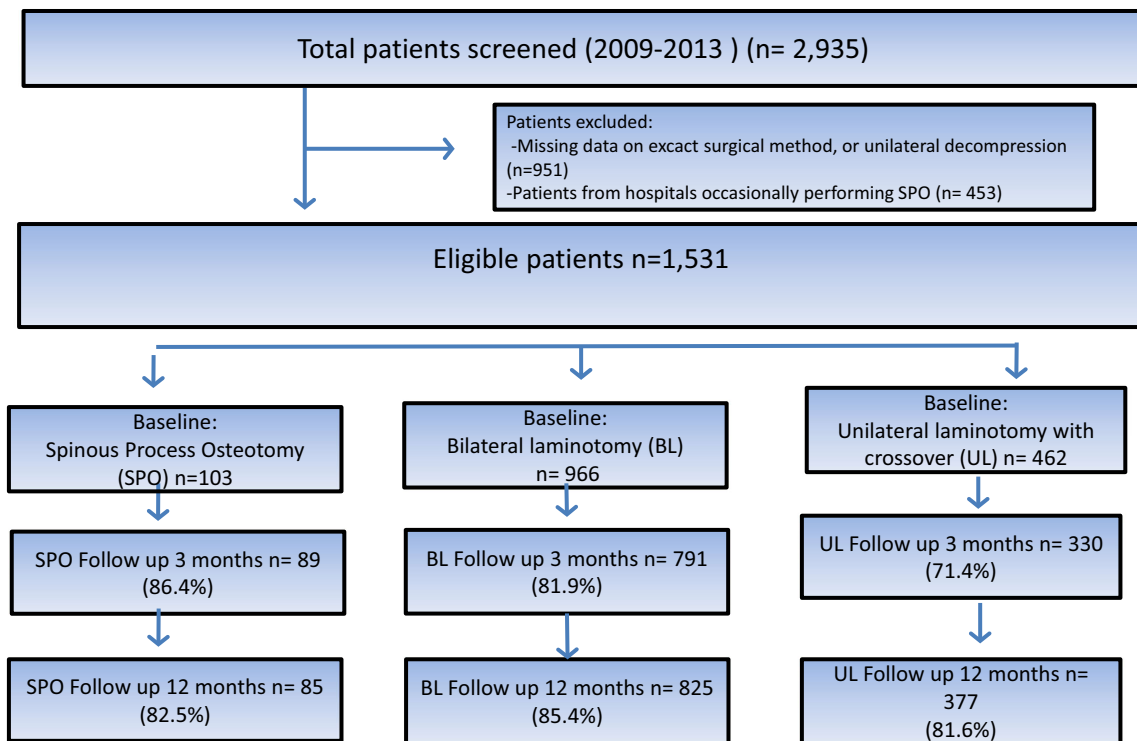 Total patients screened (2009-2013 ) (n= 2,935)
Patients excluded:
-Missing data on excact surgical method, or unilateral decompression
(n=951)
-Patients from hospitals occasionally performing SPO (n= 453)
Eligible patients n=1,531
Baseline:
Spinous Process Osteotomy
(SPO) n=103
Baseline:
Bilateral laminotomy (BL)
n= 966
Baseline:
Unilateral laminotomy with
crossover (UL) n= 462
SPO Follow up 3 months n= 89
(86.4%)
BL Follow up 3 months n= 791
(81.9%)
UL Follow up 3 months n= 330
(71.4%)
SPO Follow up 12 months n= 85
(82.5%)
BL Follow up 12 months n= 825
(85.4%)
UL Follow up 12 months n=
377
(81.6%)